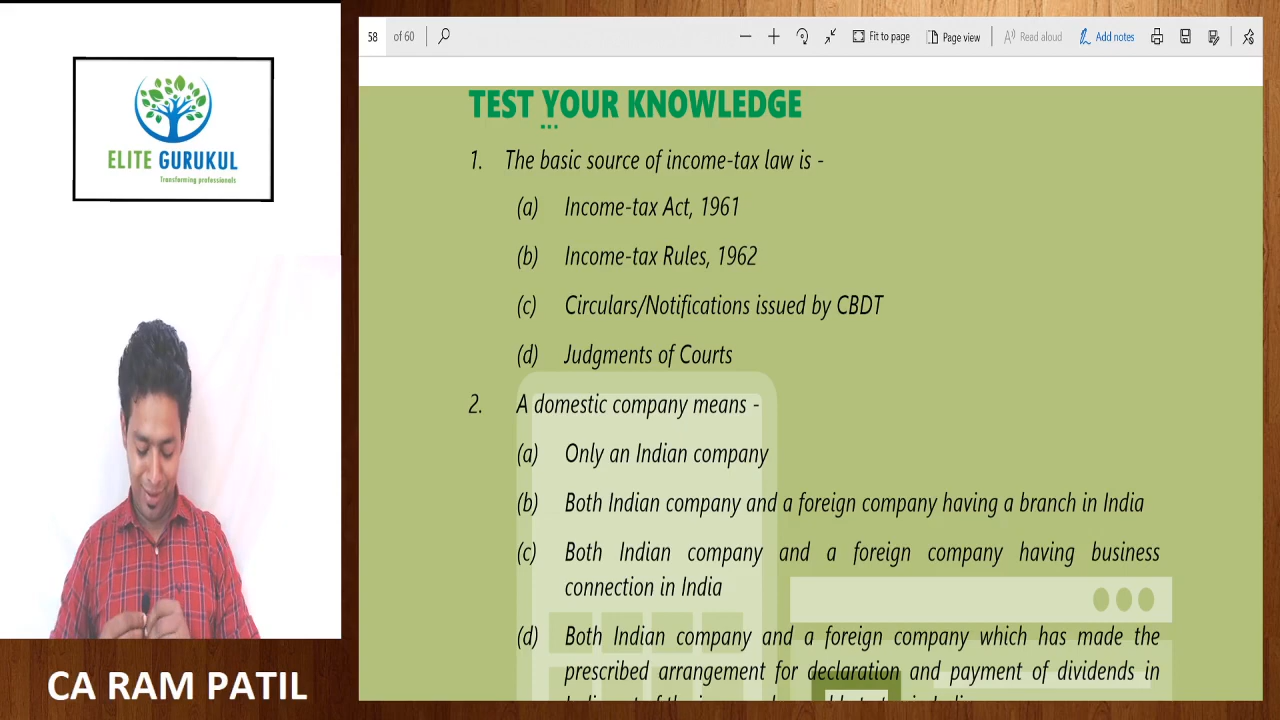 58 of 60
Fit to page
Page view
Read aloud
Add notes
ELITE GURUKUL
Transforming professionals
TEST YOUR KNOWLEDGE
1. The basic source of income-tax law is -
(a) Income-tax Act, 1961
(b) Income-tax Rules, 1962
(c) Circulars/Notifications issued by CBDT
(d) Judgments of Courts
2. A domestic company means -
(a) Only an Indian company
(b) Both Indian company and a foreign company having a branch in India
(c) Both Indian company and a foreign company having business
connection in India
(d) Both Indian company and a foreign company which has made the
prescribed arrangement for declaration and payment of dividends in
CA RAM PATIL